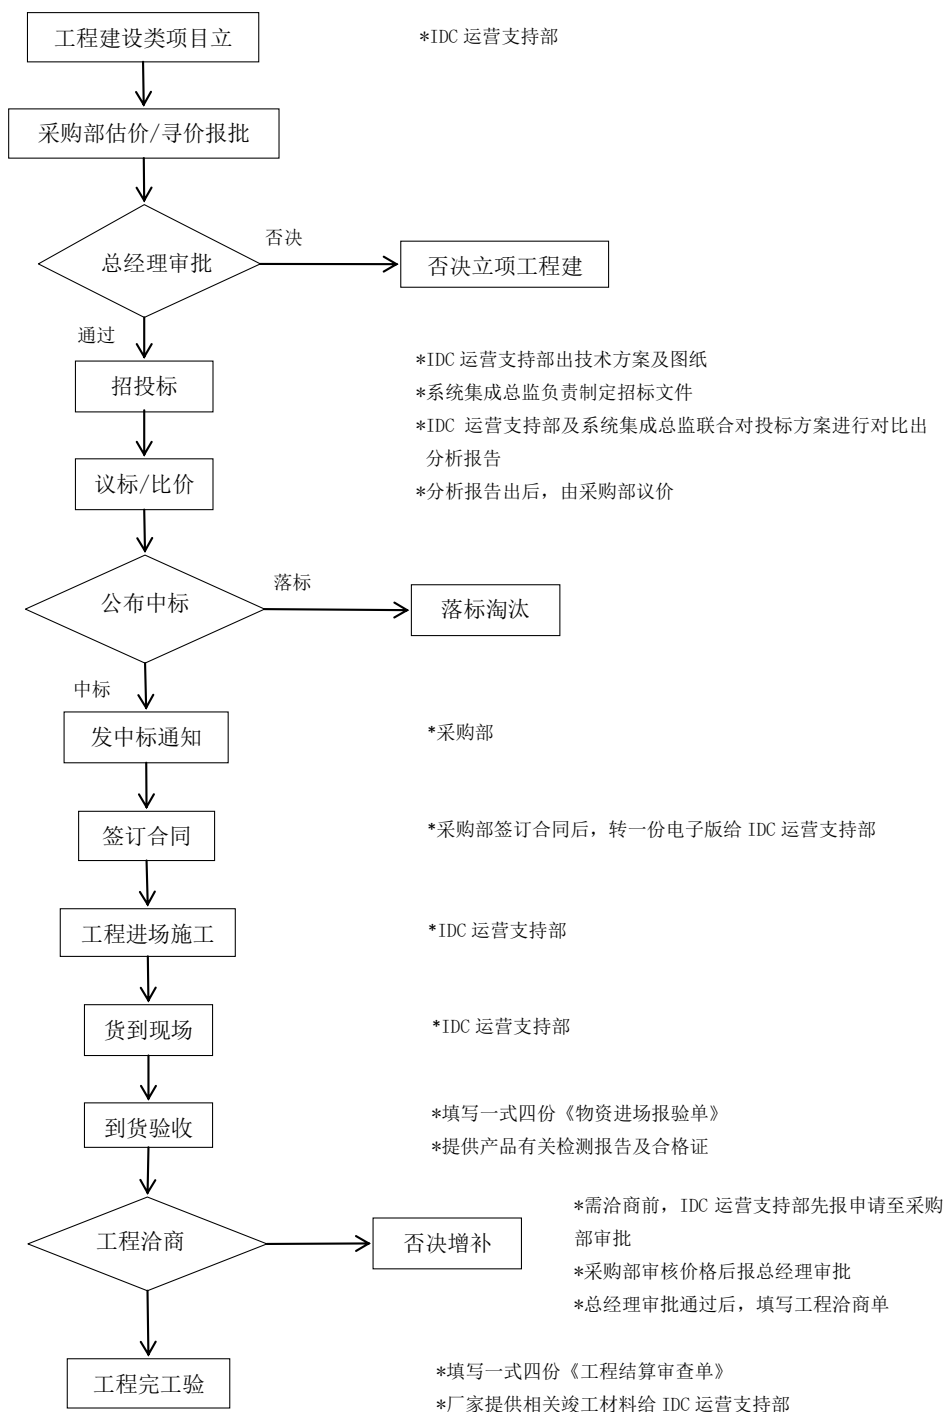 工程建设类项目立
*IDC 运营支持部
采购部估价/寻价报批
总经理审批
否决
否决立项工程建
通过
招投标
*IDC 运营支持部出技术方案及图纸
*系统集成总监负责制定招标文件
*IDC 运营支持部及系统集成总监联合对投标方案进行对比出
分析报告
议标/比价
*分析报告出后，由采购部议价
公布中标
落标
落标淘汰
中标
发中标通知
*采购部
签订合同
*采购部签订合同后，转一份电子版给 IDC 运营支持部
工程进场施工
*IDC 运营支持部
货到现场
*IDC 运营支持部
到货验收
*填写一式四份《物资进场报验单》
*提供产品有关检测报告及合格证
工程洽商
否决增补
*需洽商前，IDC 运营支持部先报申请至采购
部审批
*采购部审核价格后报总经理审批
*总经理审批通过后，填写工程洽商单
工程完工验
*填写一式四份《工程结算审查单》
*厂家提供相关竣工材料给 IDC 运营支持部